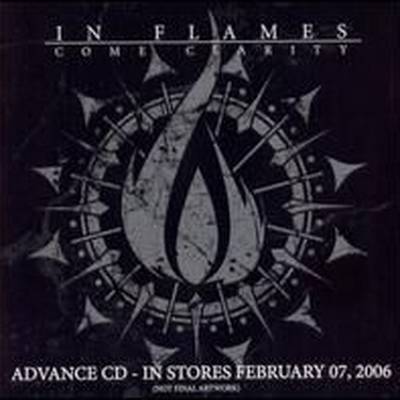 IN FLAMES
COME CLARITY
ADVANCE CD - IN STORES FEBRUARY 07, 2006
(NOT FINAL ARTWORK)